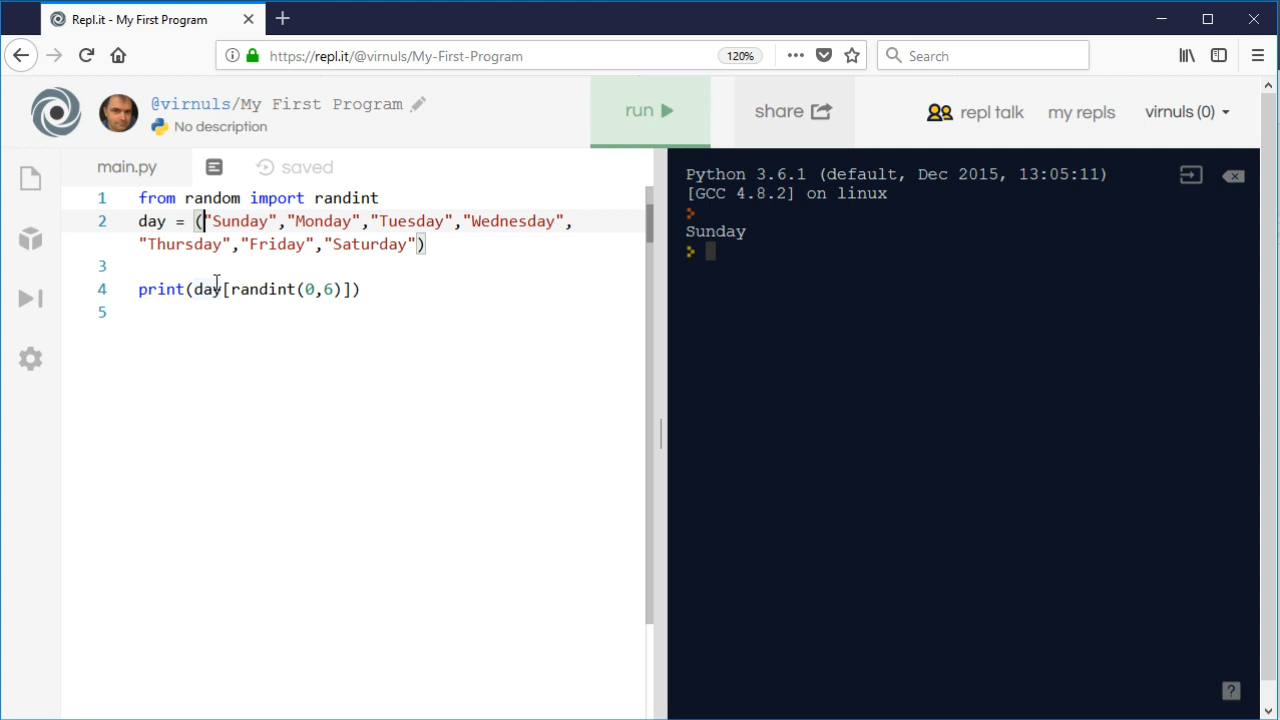 Repl.it - My First Program
https://repl.it/@virnuls/My-First-Program
120%
Search
@virnuls/My First Program
No description
run
share
repl talk
my repls
virnuls (0)
main.py
saved
1 from random import randint
2 day = ("Sunday","Monday","Tuesday","Wednesday",
"Thursday","Friday","Saturday")
3
4 print(day[randint(0,6)])
5
Python 3.6.1 (default, Dec 2015, 13:05:11)
[GCC 4.8.2] on linux
Sunday
?